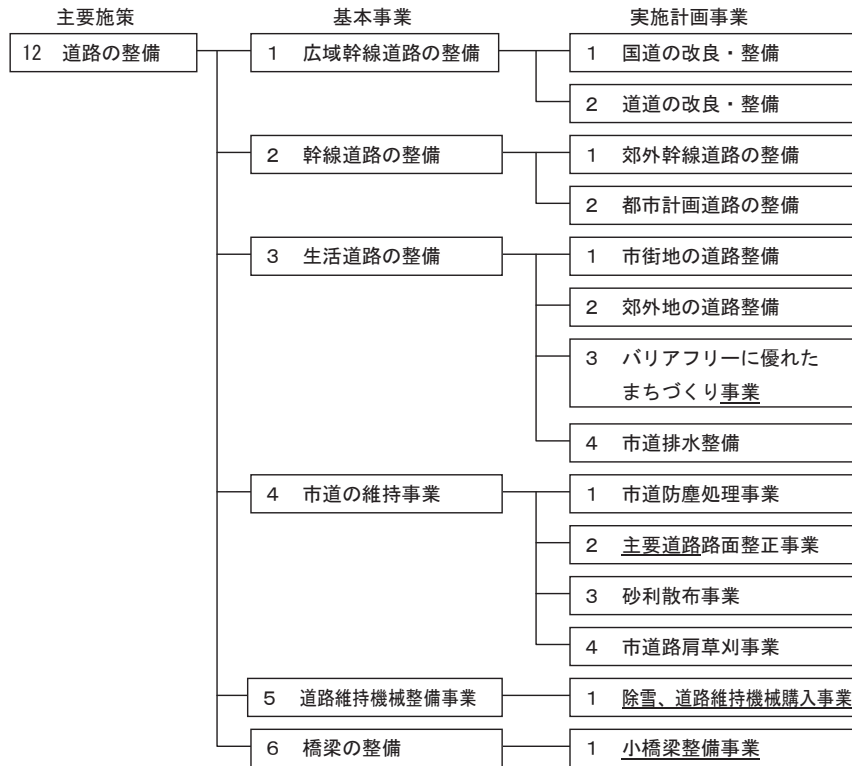 主要施策 基本事業 実施計画事業
12 道路の整備 1 広域幹線道路の整備 1 国道の改良・整備
2 道道の改良・整備
2 幹線道路の整備 1 郊外幹線道路の整備
2 都市計画道路の整備
3 生活道路の整備 1 市街地の道路整備
2 郊外地の道路整備
3 バリアフリーに優れた
まちづくり事業
4 市道排水整備
4 市道の維持事業 1 市道防塵処理事業
2 主要道路路面整正事業
3 砂利散布事業
4 市道路肩草刈事業
5 道路維持機械整備事業 1 除雪、道路維持機械購入事業
6 橋梁の整備 1 小橋梁整備事業